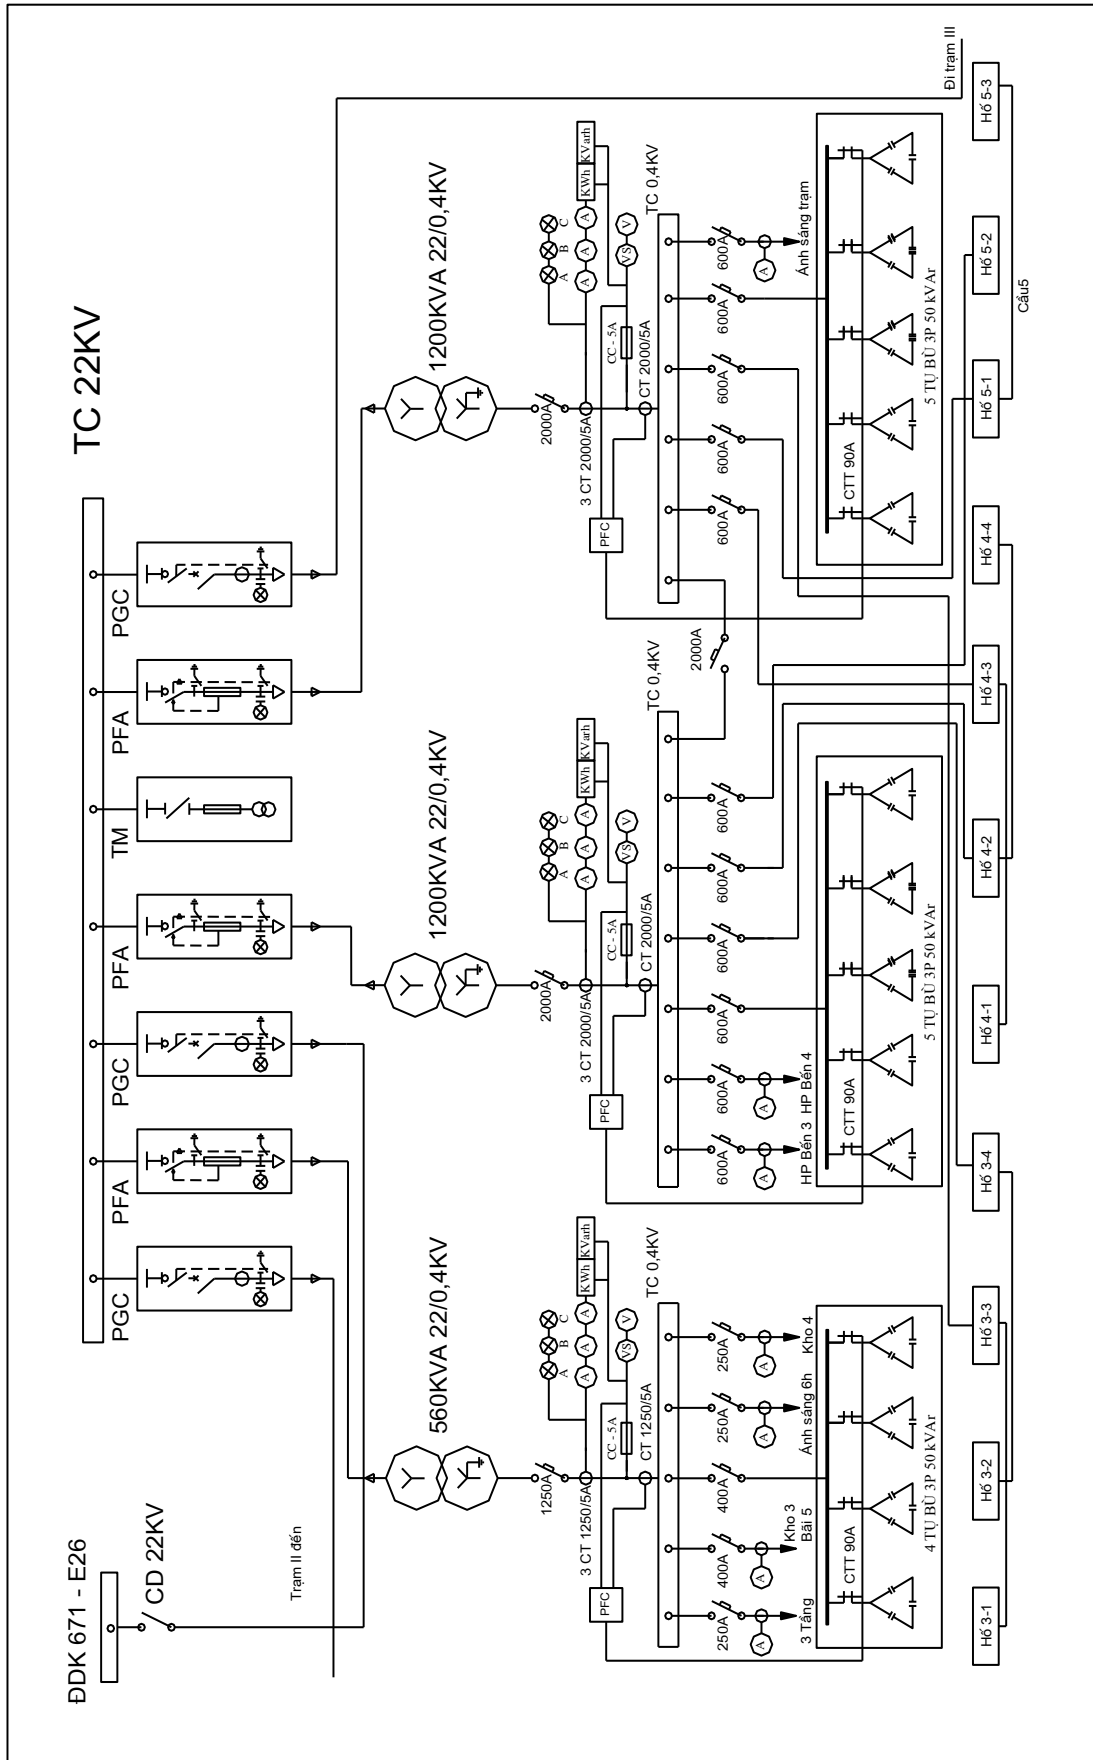 ĐDK 671 - E26
CD 22KV
Trạm II đến
TC 22KV
PGC
PFA
PGC
PFA
TM
PFA
PGC
560KVA 22/0,4KV
1200KVA 22/0,4KV
1200KVA 22/0,4KV
Đi trạm III
1250A
3 CT 1250/5A
A
B
C
A
A
A
KWh
KVarh
CC - 5A
VS
V
PFC
CT 1250/5A
TC 0,4KV
250A
400A
400A
250A
250A
A
A
A
A
3 Tầng
Kho 3
Bãi 5
Ánh sáng 6h
Kho 4
CTT 90A
4 TỤ BÙ 3P 50 kVAr
2000A
3 CT 2000/5A
A
B
C
A
A
A
KWh
KVarh
CC - 5A
VS
V
PFC
CT 2000/5A
TC 0,4KV
600A
600A
600A
600A
600A
600A
A
A
HP Bến 3
HP Bến 4
CTT 90A
5 TỤ BÙ 3P 50 kVAr
2000A
2000A
3 CT 2000/5A
A
B
C
A
A
A
KWh
KVarh
CC - 5A
VS
V
PFC
CT 2000/5A
TC 0,4KV
600A
600A
600A
600A
600A
A
Ánh sáng trạm
CTT 90A
5 TỤ BÙ 3P 50 kVAr
Hố 3-1
Hố 3-2
Hố 3-3
Hố 3-4
Hố 4-1
Hố 4-2
Hố 4-3
Hố 4-4
Hố 5-1
Hố 5-2
Hố 5-3
Cầu5